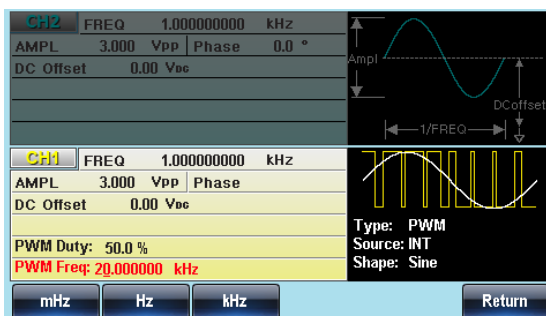 CH2 FREQ 1.000000000 kHz
AMPL 3.000 Vpp Phase 0.0 °
DC Offset 0.00 VDC
Ampl
DCoffset
1/FREQ
CH1 FREQ 1.000000000 kHz
AMPL 3.000 Vpp Phase
DC Offset 0.00 VDC
PWM Duty: 50.0 %
PWM Freq: 20.000000 kHz
Type: PWM
Source: INT
Shape: Sine
mHz Hz kHz Return